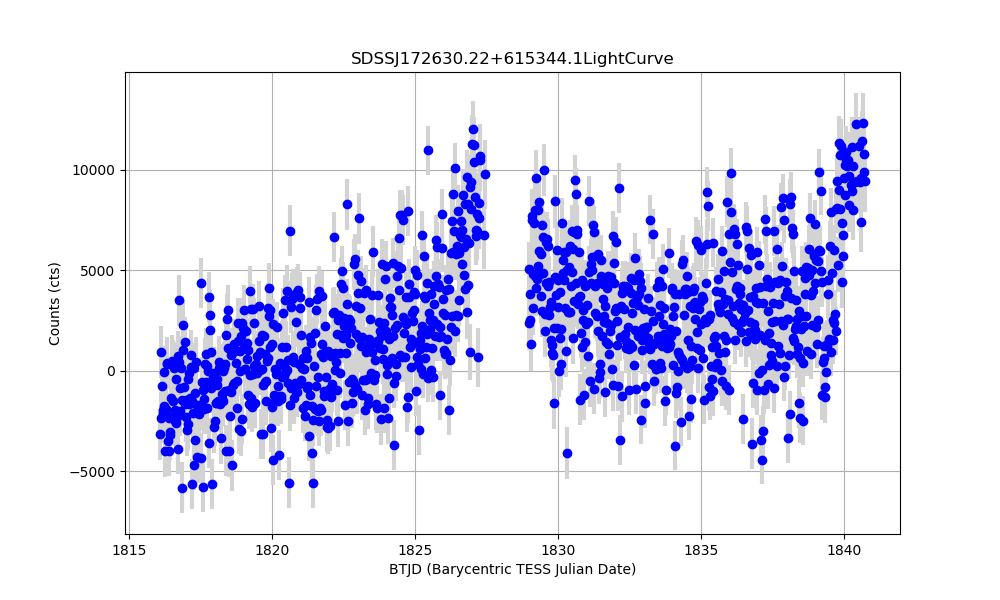 SDSSJ172630.22+615344.1LightCurve
10000
5000
0
−5000
Counts (cts)
1815 1820 1825 1830 1835 1840
BTJD (Barycentric TESS Julian Date)